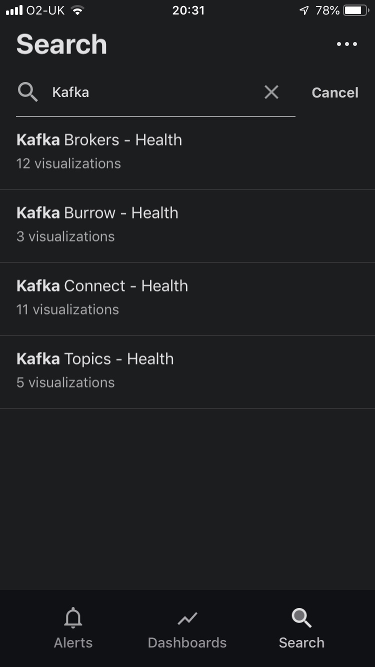 O2-UK 20:31 78%
Search
Kafka Cancel
Kafka Brokers - Health
12 visualizations
Kafka Burrow - Health
3 visualizations
Kafka Connect - Health
11 visualizations
Kafka Topics - Health
5 visualizations
Alerts Dashboards Search